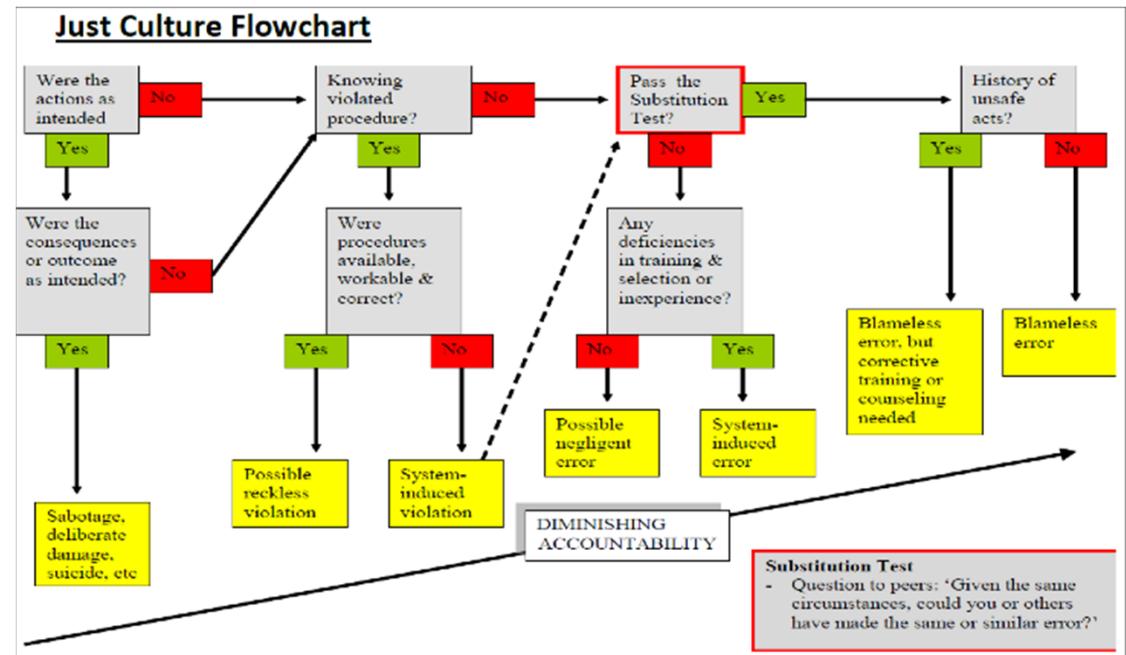 Just Culture Flowchart
Were the
actions as
intended
No
Yes
Knowing
violated
procedure?
No
Yes
Pass the
Substitution
Test?
Yes
No
History of
unsafe
acts?
Yes
No
Were the
consequences
or outcome
as intended?
No
Yes
Were
procedures
available,
workable &
correct?
Yes
No
Any
deficiencies
in training &
selection or
inexperience?
No
Yes
Sabotage,
deliberate
damage,
suicide, etc
Possible
reckless
violation
System-
induced
violation
Possible
negligent
error
System-
induced
error
Blameless
error, but
corrective
training or
counseling
needed
Blameless
error
DIMINISHING
ACCOUNTABILITY
Substitution Test
- Question to peers: ‘Given the same
circumstances, could you or others
have made the same or similar error?’